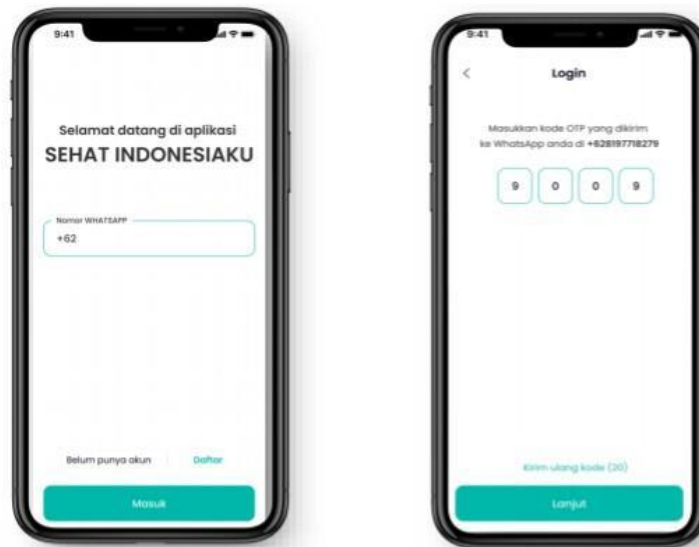 9:41
Selamat datang di aplikasi
SEHAT INDONESIAKU
Nomor WHATSAPP
+62
Belum punya akun
Daftar
Masuk
9:41
Login
Masukkan kode OTP yang dikirim
ke WhatsApp anda di +628197718279
9 0 0 9
Kirim ulang kode (20)
Lanjut